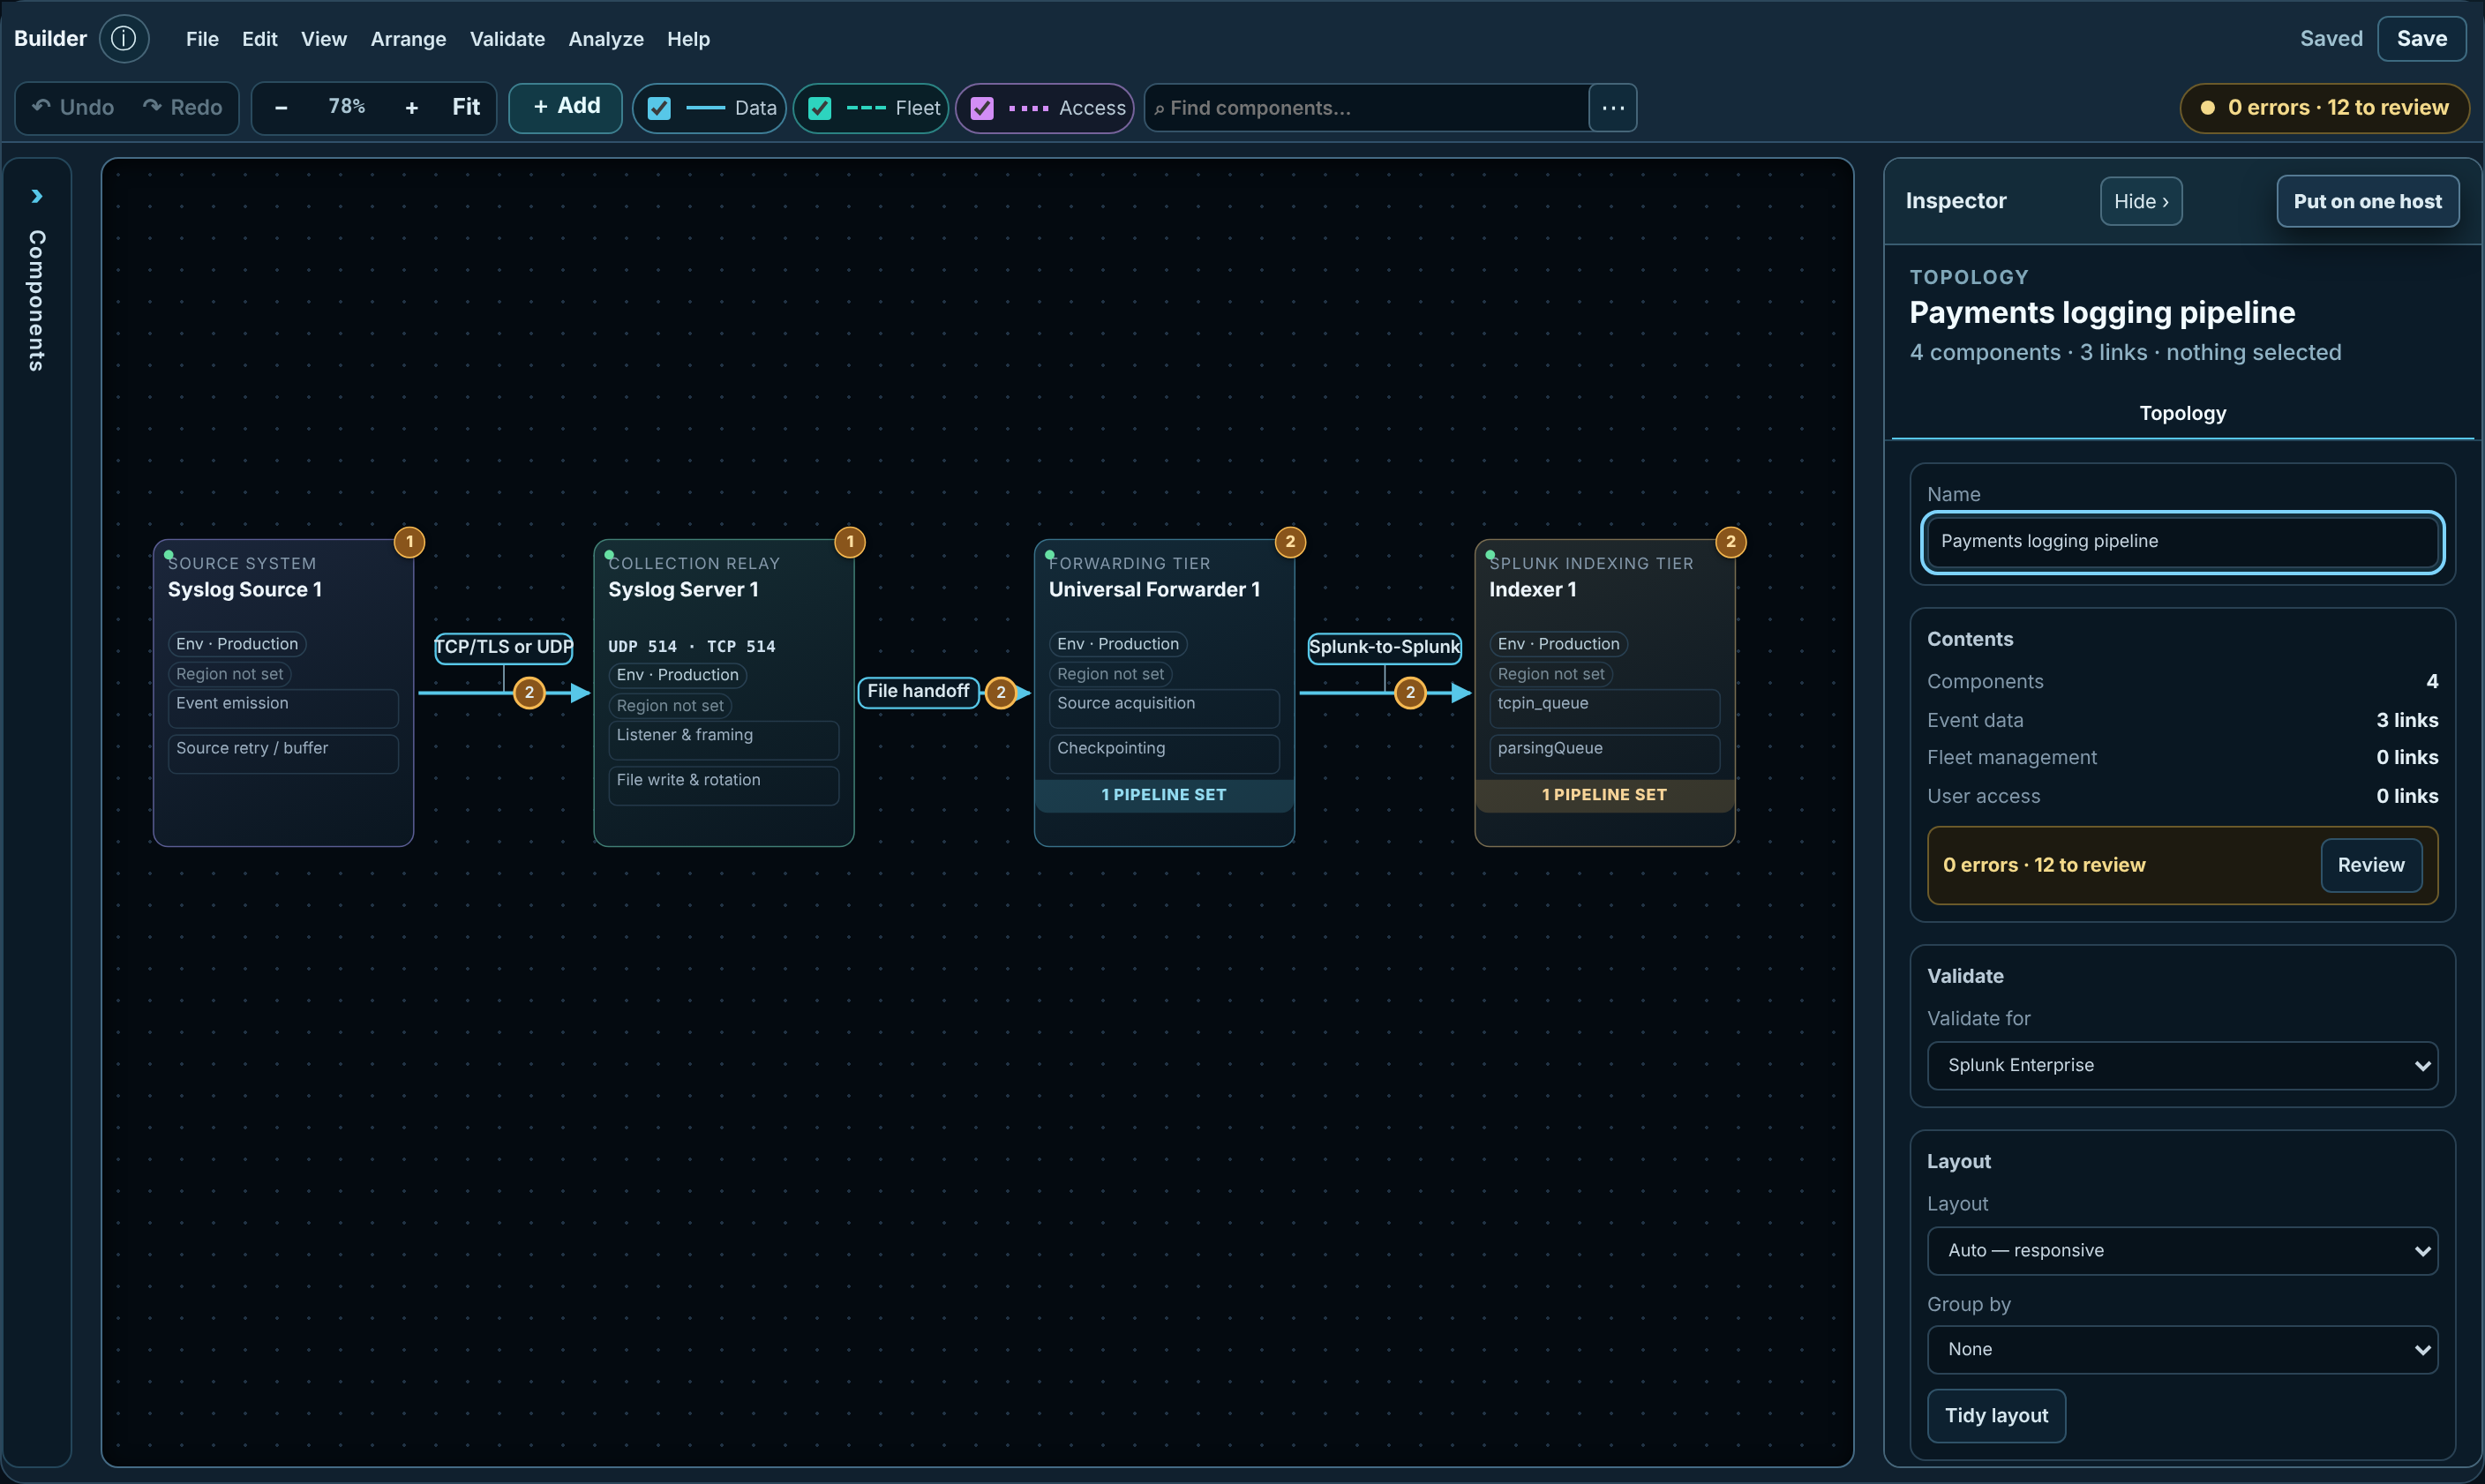 Builder ⓘ File Edit View Arrange Validate Analyze Help Saved Save
↶ Undo ↷ Redo − 78% + Fit + Add Data Fleet Access ⌕ Find components... ⋯ 0 errors · 12 to review
› Components
SOURCE SYSTEM
Syslog Source 1
1
Env · Production
Region not set
Event emission
Source retry / buffer
TCP/TLS or UDP
2
COLLECTION RELAY
Syslog Server 1
1
UDP 514 · TCP 514
Env · Production
Region not set
Listener & framing
File write & rotation
File handoff
2
FORWARDING TIER
Universal Forwarder 1
2
Env · Production
Region not set
Source acquisition
Checkpointing
1 PIPELINE SET
Splunk-to-Splunk
2
SPLUNK INDEXING TIER
Indexer 1
2
Env · Production
Region not set
tcpin_queue
parsingQueue
1 PIPELINE SET
Inspector Hide › Put on one host
TOPOLOGY
Payments logging pipeline
4 components · 3 links · nothing selected
Topology
Name
Payments logging pipeline
Contents
Components 4
Event data 3 links
Fleet management 0 links
User access 0 links
0 errors · 12 to review Review
Validate
Validate for
Splunk Enterprise
Layout
Layout
Auto — responsive
Group by
None
Tidy layout